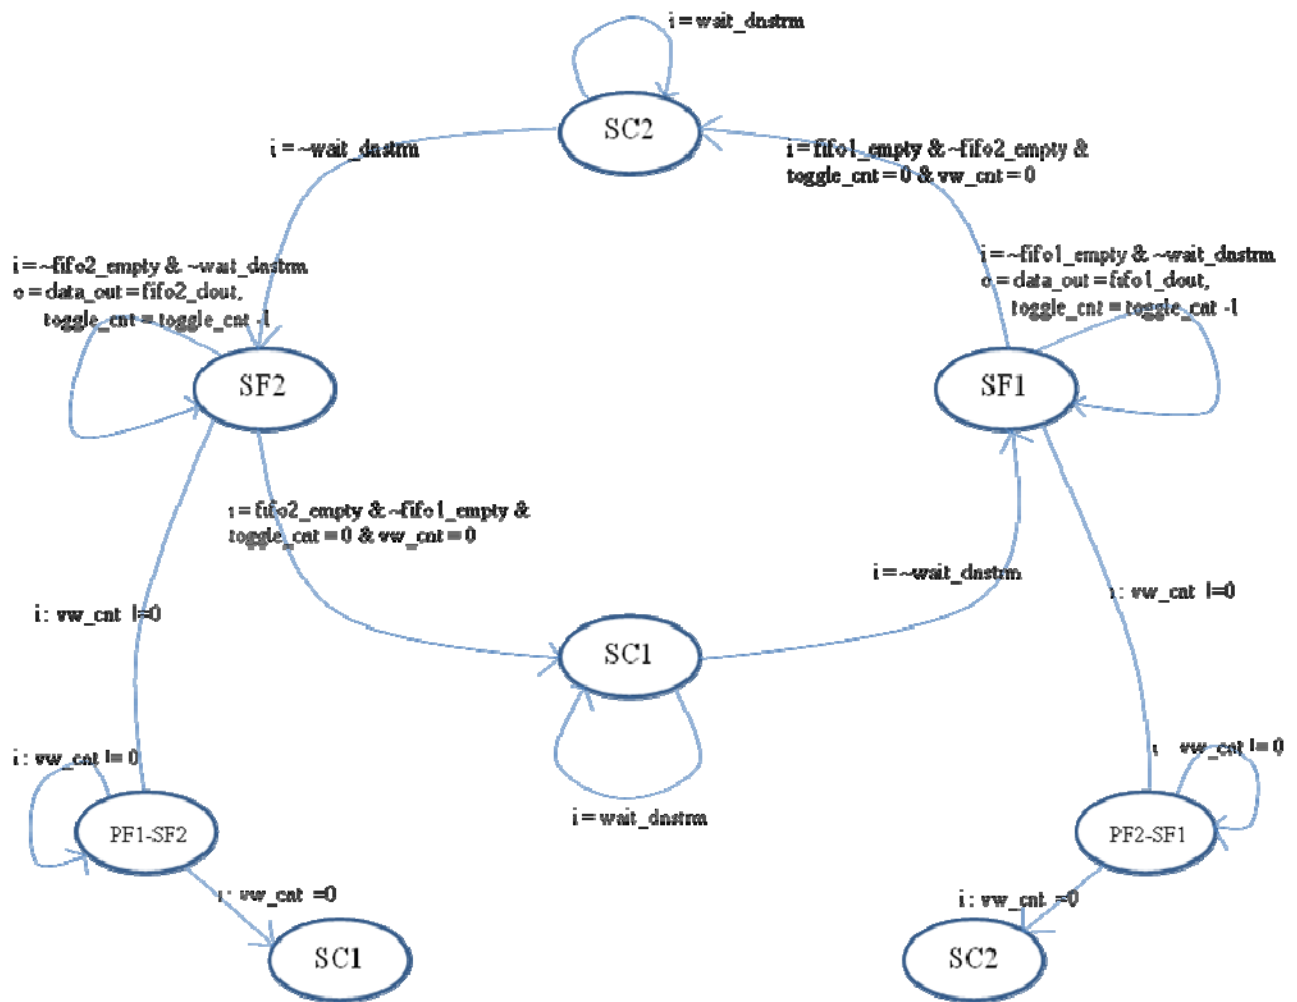 i = wait_dnstrm
SC2
i = ~wait_dnstrm
i = fifo1_empty & ~fifo2_empty &
toggle_cnt = 0 & vw_cnt = 0
i = ~fifo2_empty & ~wait_dnstrm
o = data_out = fifo2_dout,
toggle_cnt = toggle_cnt -1
i = ~fifo1_empty & ~wait_dnstrm
o = data_out = fifo1_dout,
toggle_cnt = toggle_cnt -1
SF2
SF1
i = fifo2_empty & ~fifo1_empty &
toggle_cnt = 0 & vw_cnt = 0
i = ~wait_dnstrm
i : vw_cnt !=0
i : vw_cnt !=0
SC1
i : vw_cnt != 0
i vw_cnt != 0
i = wait_dnstrm
PF1-SF2
PF2-SF1
i : vw_cnt =0
i : vw_cnt =0
SC1
SC2